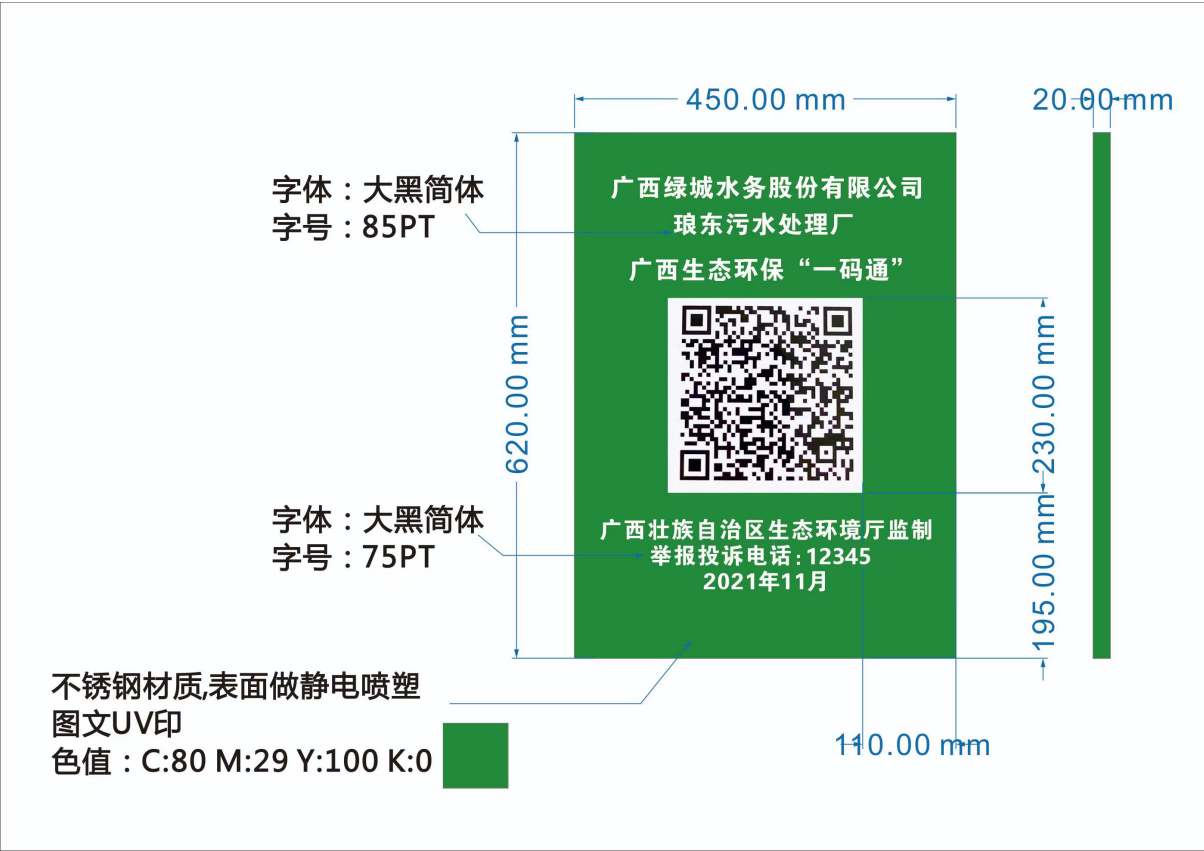 450.00 mm
20.00 mm
字体：大黑简体
字号：85PT
广西绿城水务股份有限公司
琅东污水处理厂
广西生态环保“一码通”
620.00 mm
230.00 mm
字体：大黑简体
字号：75PT
广西壮族自治区生态环境厅监制
举报投诉电话:12345
2021年11月
195.00 mm
不锈钢材质,表面做静电喷塑
图文UV印
色值：C:80 M:29 Y:100 K:0
110.00 mm